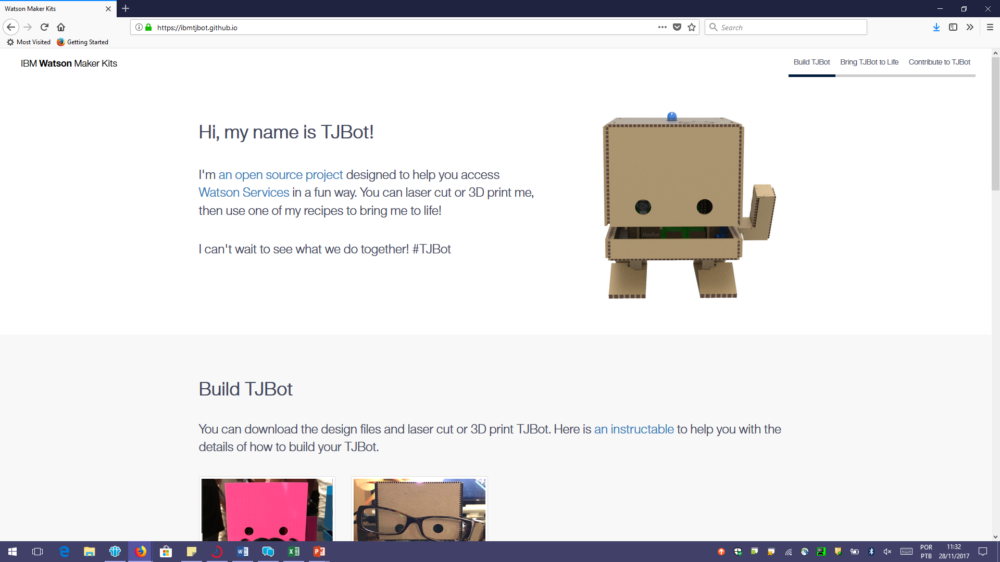 Watson Maker Kits
https://ibmtjbot.github.io
Search
Most Visited
Getting Started
IBM Watson Maker Kits
Build TJBot
Bring TJBot to Life
Contribute to TJBot
Hi, my name is TJBot!
I'm an open source project designed to help you access
Watson Services in a fun way. You can laser cut or 3D print me,
then use one of my recipes to bring me to life!
I can't wait to see what we do together! #TJBot
HanRun
Build TJBot
You can download the design files and laser cut or 3D print TJBot. Here is an instructable to help you with the
details of how to build your TJBot.
POR
PTB
11:32
28/11/2017